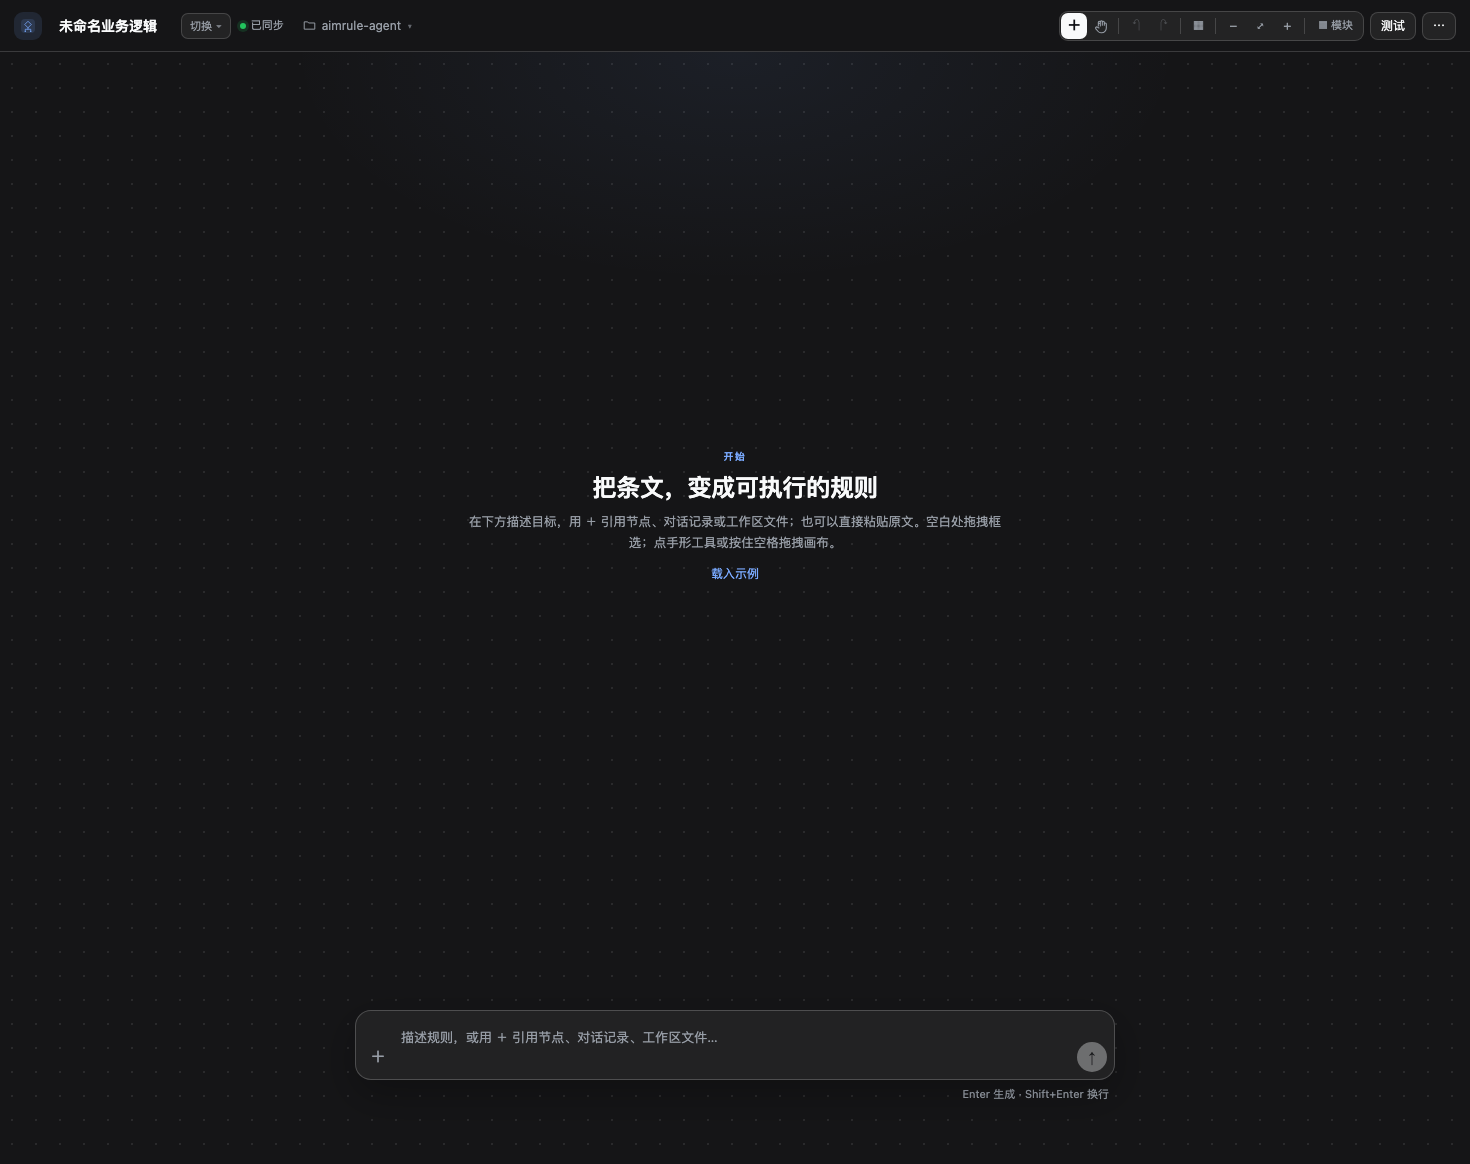 未命名业务逻辑
切换
已同步
aimrule-agent
模块
测试
...
开始
把条文，变成可执行的规则
在下方描述目标，用 + 引用节点、对话记录或工作区文件；也可以直接粘贴原文。空白处拖拽框
选；点手形工具或按住空格拖拽画布。
载入示例
描述规则，或用 + 引用节点、对话记录、工作区文件...
Enter 生成 · Shift+Enter 换行